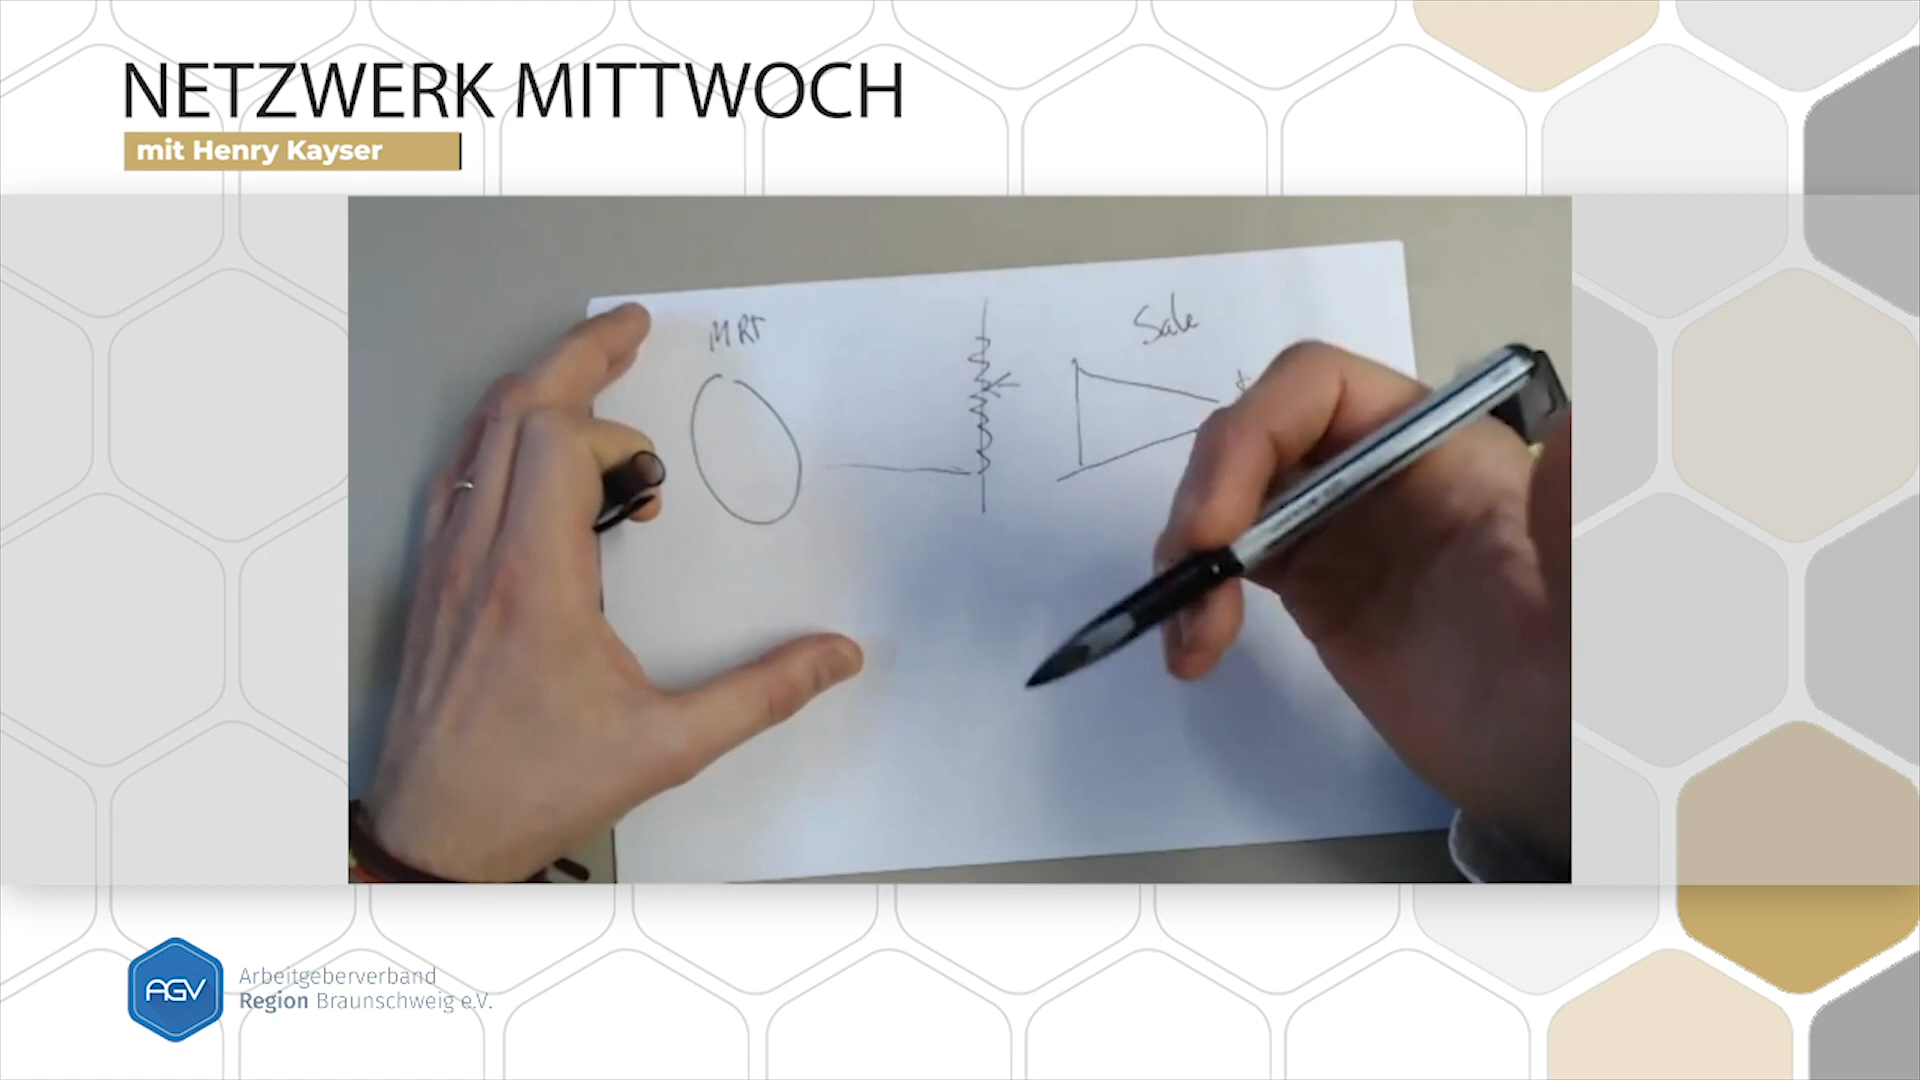 NETZWERK MITTWOCH
mit Henry Kayser
MRT
Sale
AGV
Arbeitgeberverband
Region Braunschweig e.V.